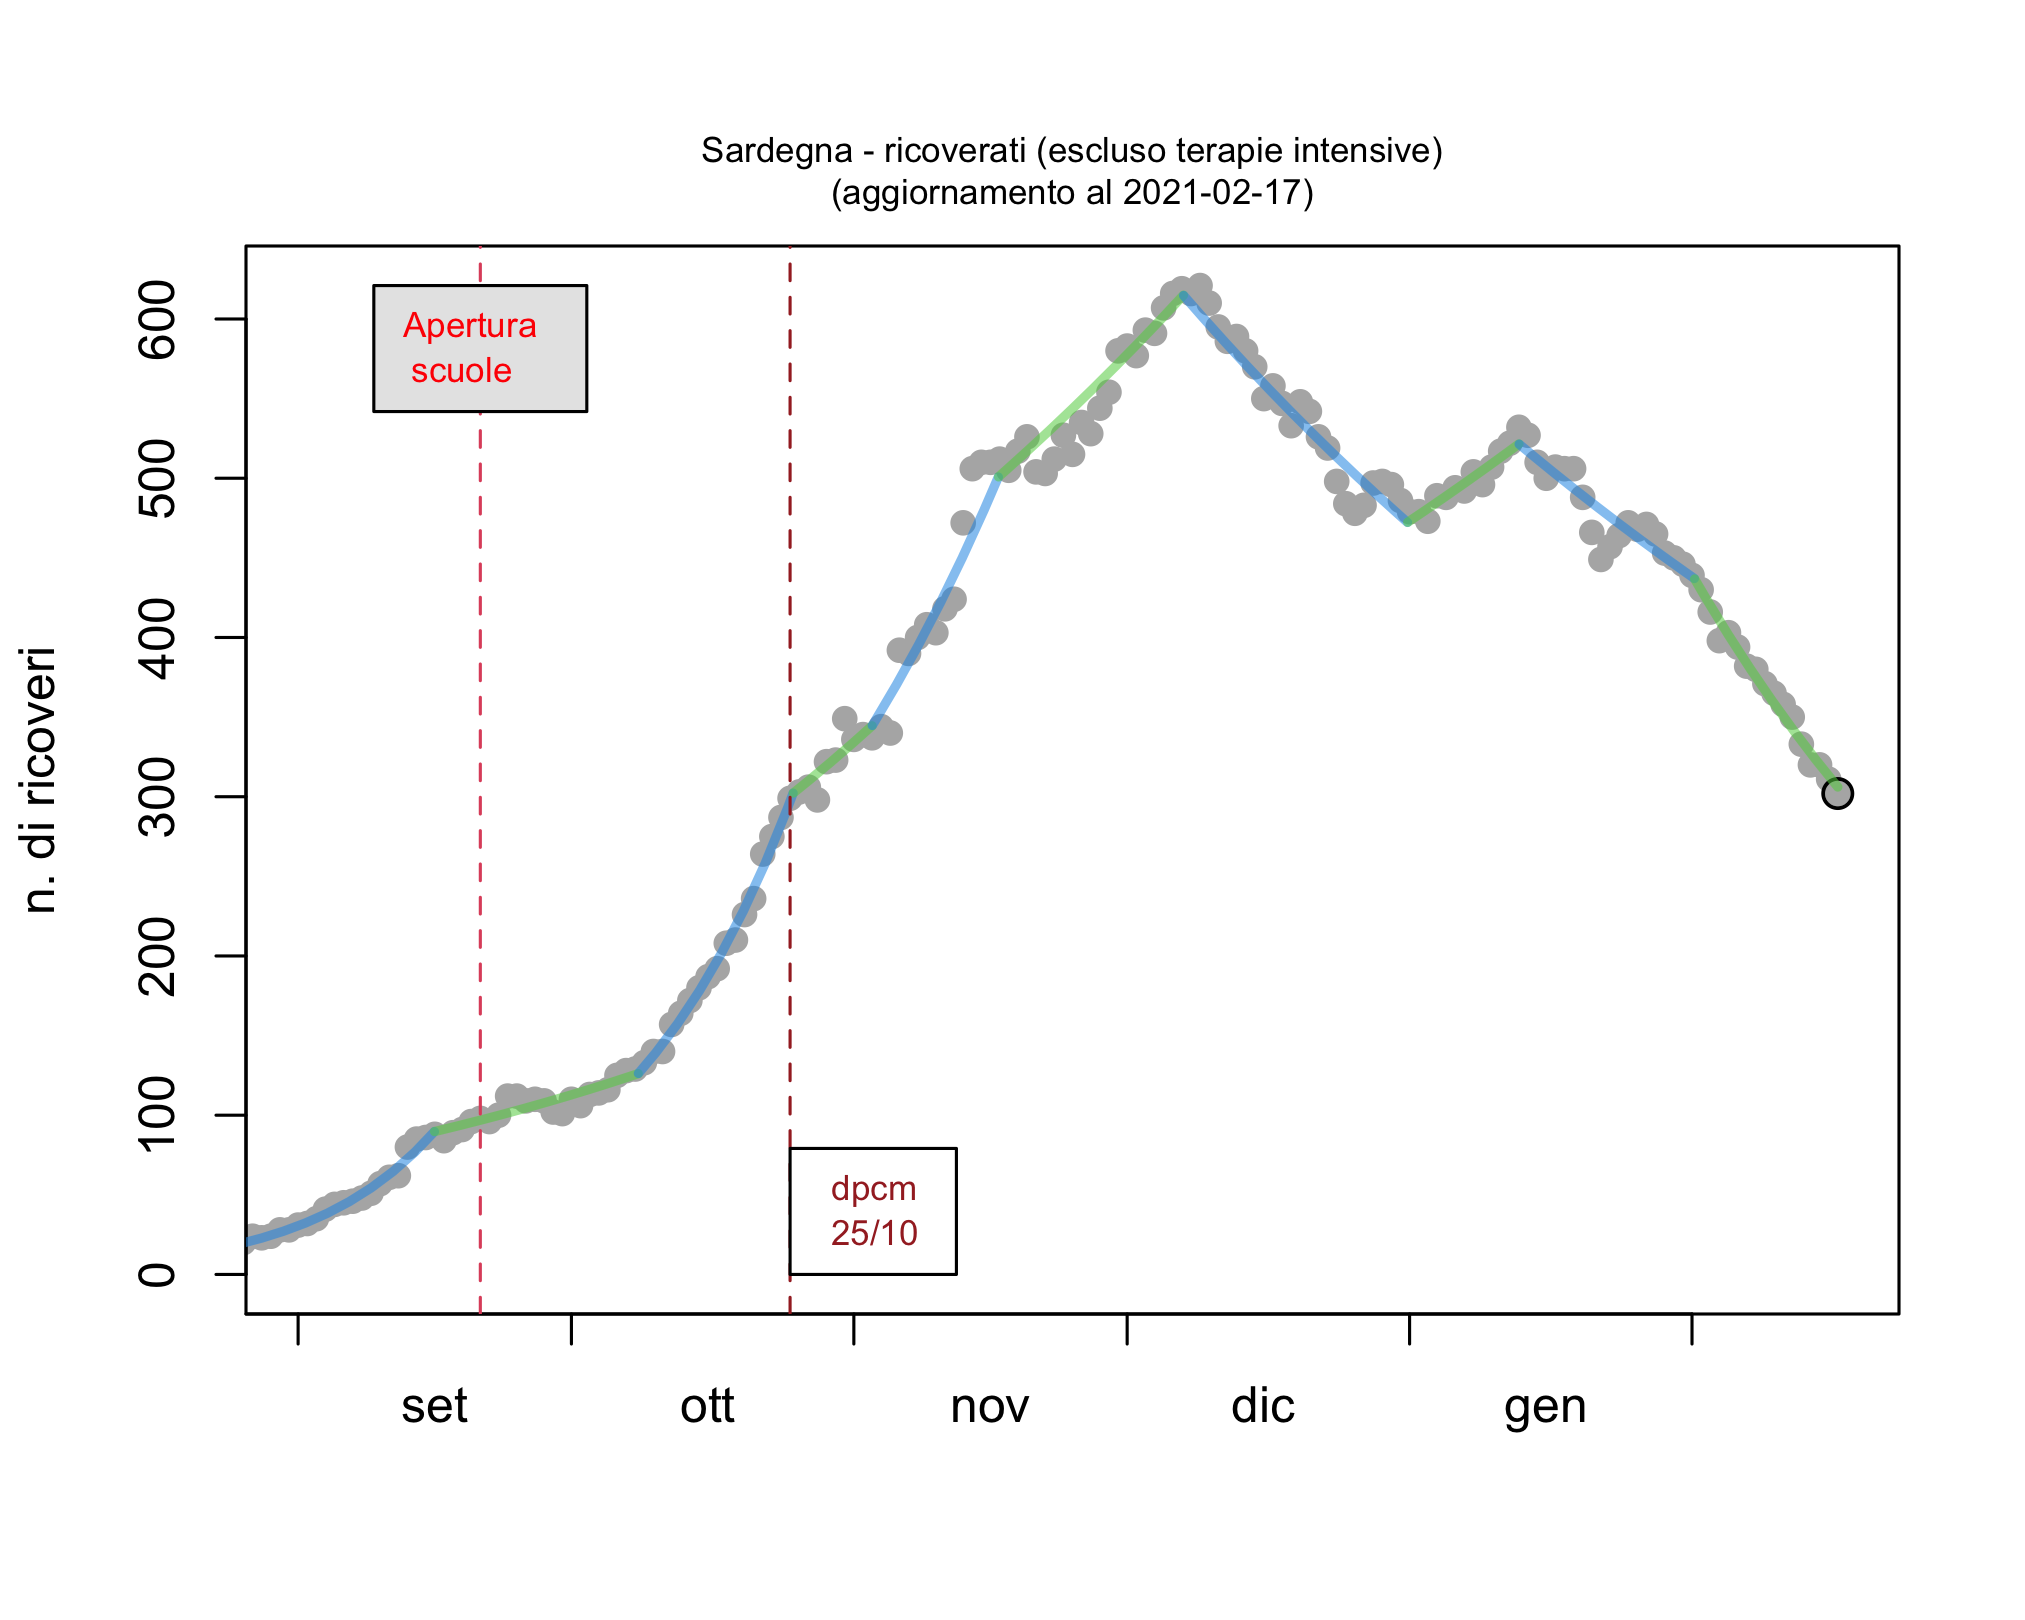 Sardegna - ricoverati (escluso terapie intensive)
(aggiornamento al 2021-02-17)
n. di ricoveri
600
500
400
300
200
100
0
Apertura
scuole
dpcm
25/10
set
ott
nov
dic
gen